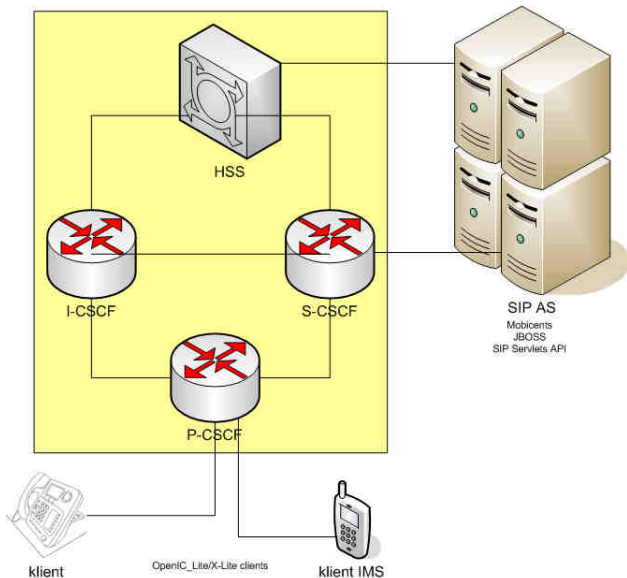 HSS
I-CSCF
S-CSCF
SIP AS
Mobicents
JBOSS
SIP Servlets API
P-CSCF
klient
OpenIC_Lite/X-Lite clients
klient IMS